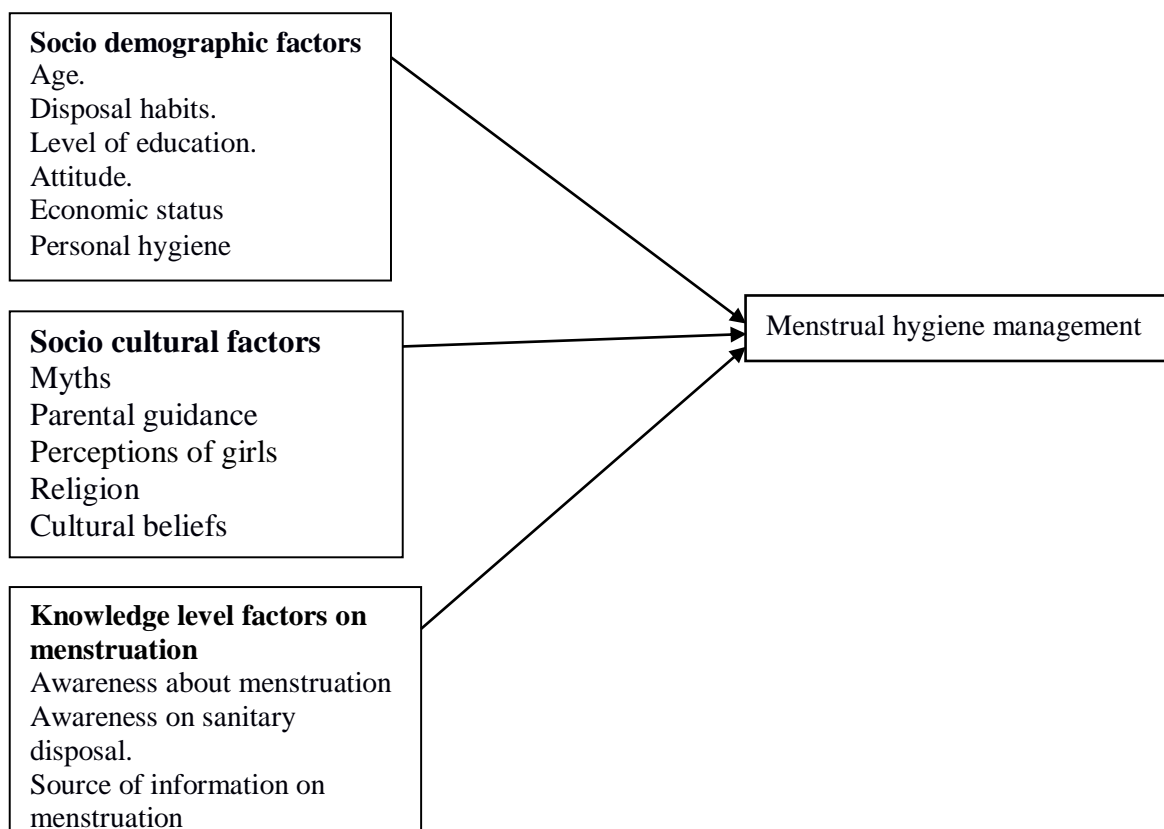 Socio demographic factors
Age.
Disposal habits.
Level of education.
Attitude.
Economic status
Personal hygiene
Socio cultural factors
Myths
Parental guidance
Perceptions of girls
Religion
Cultural beliefs
Knowledge level factors on
menstruation
Awareness about menstruation
Awareness on sanitary
disposal.
Source of information on
menstruation
Menstrual hygiene management